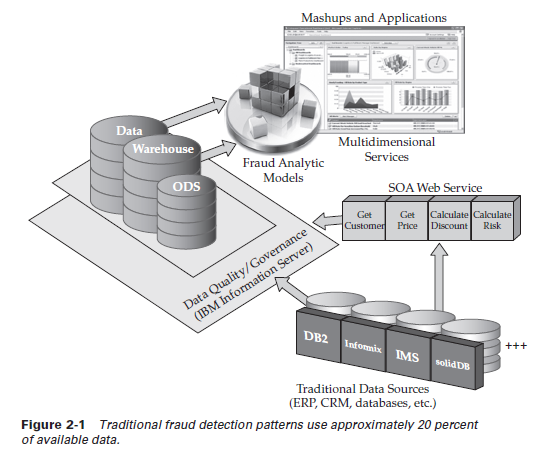 Mashups and Applications
Multidimensional
Services
Fraud Analytic
Models
Data
Warehouse
ODS
SOA Web Service
Get
Customer
Get
Price
Calculate
Discount
Calculate
Risk
Data Quality/Governance
(IBM Information Server)
DB2
Informix
IMS
solidDB
+++
Traditional Data Sources
(ERP, CRM, databases, etc.)
Figure 2-1 Traditional fraud detection patterns use approximately 20 percent
of available data.